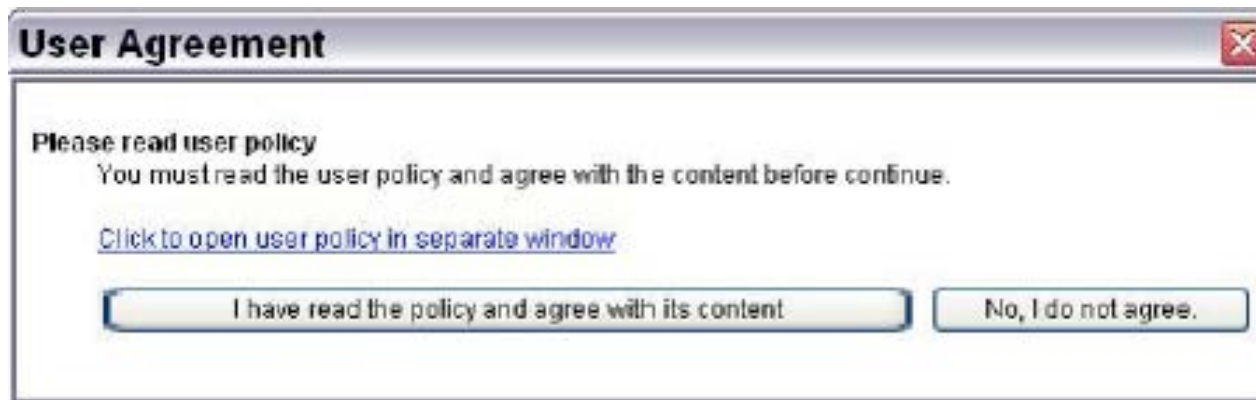 User Agreement
Please read user policy
You must read the user policy and agree with the content before continue.
Click to open user policy in separate window
I have read the policy and agree with its content
No, I do not agree.